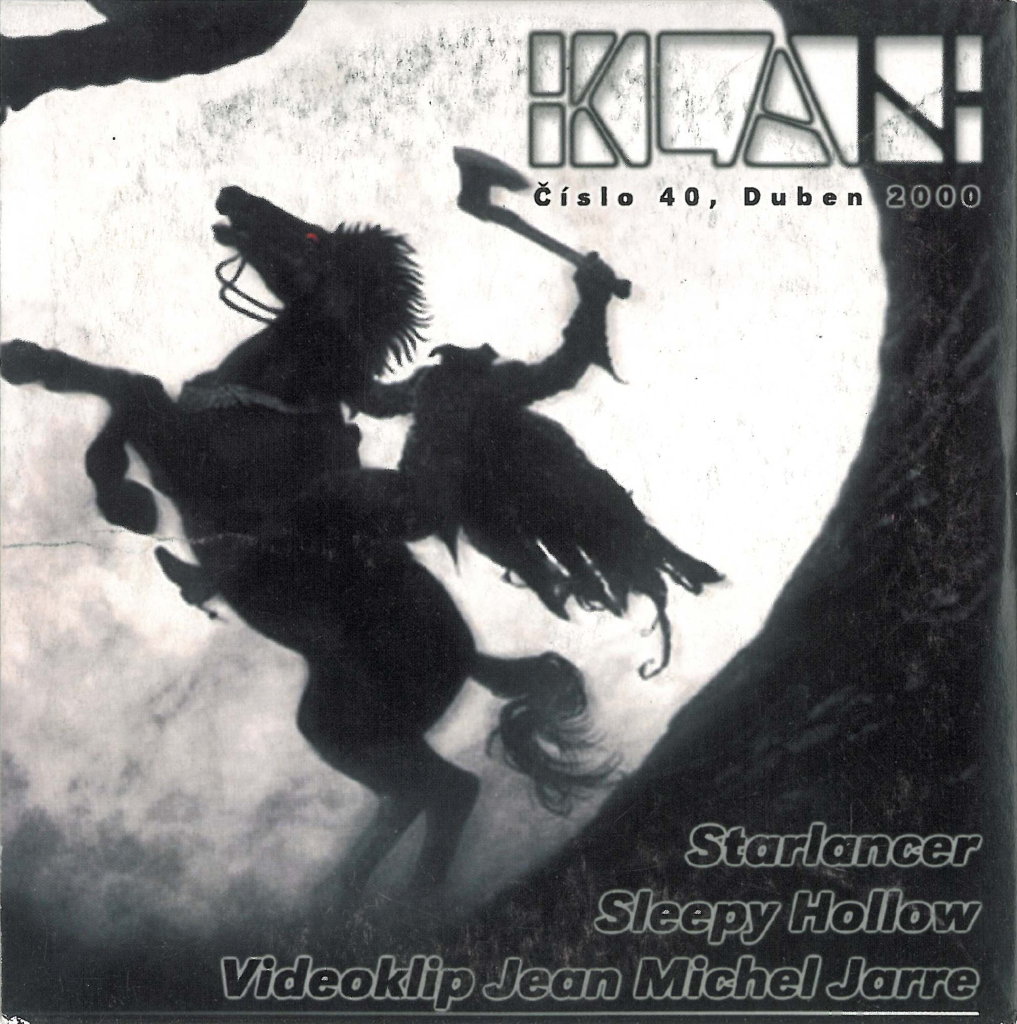 KLAN
Číslo 40, Duben 2000
Starlancer
Sleepy Hollow
Videoklip Jean Michel Jarre